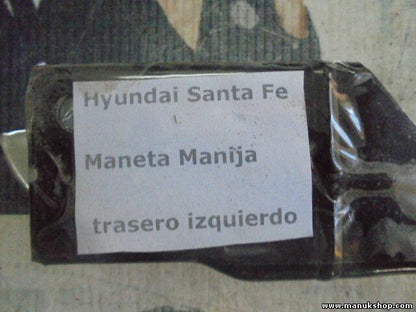 Hyundai Santa Fe
Maneta Manija
trasero izquierdo
www.manukshop.com